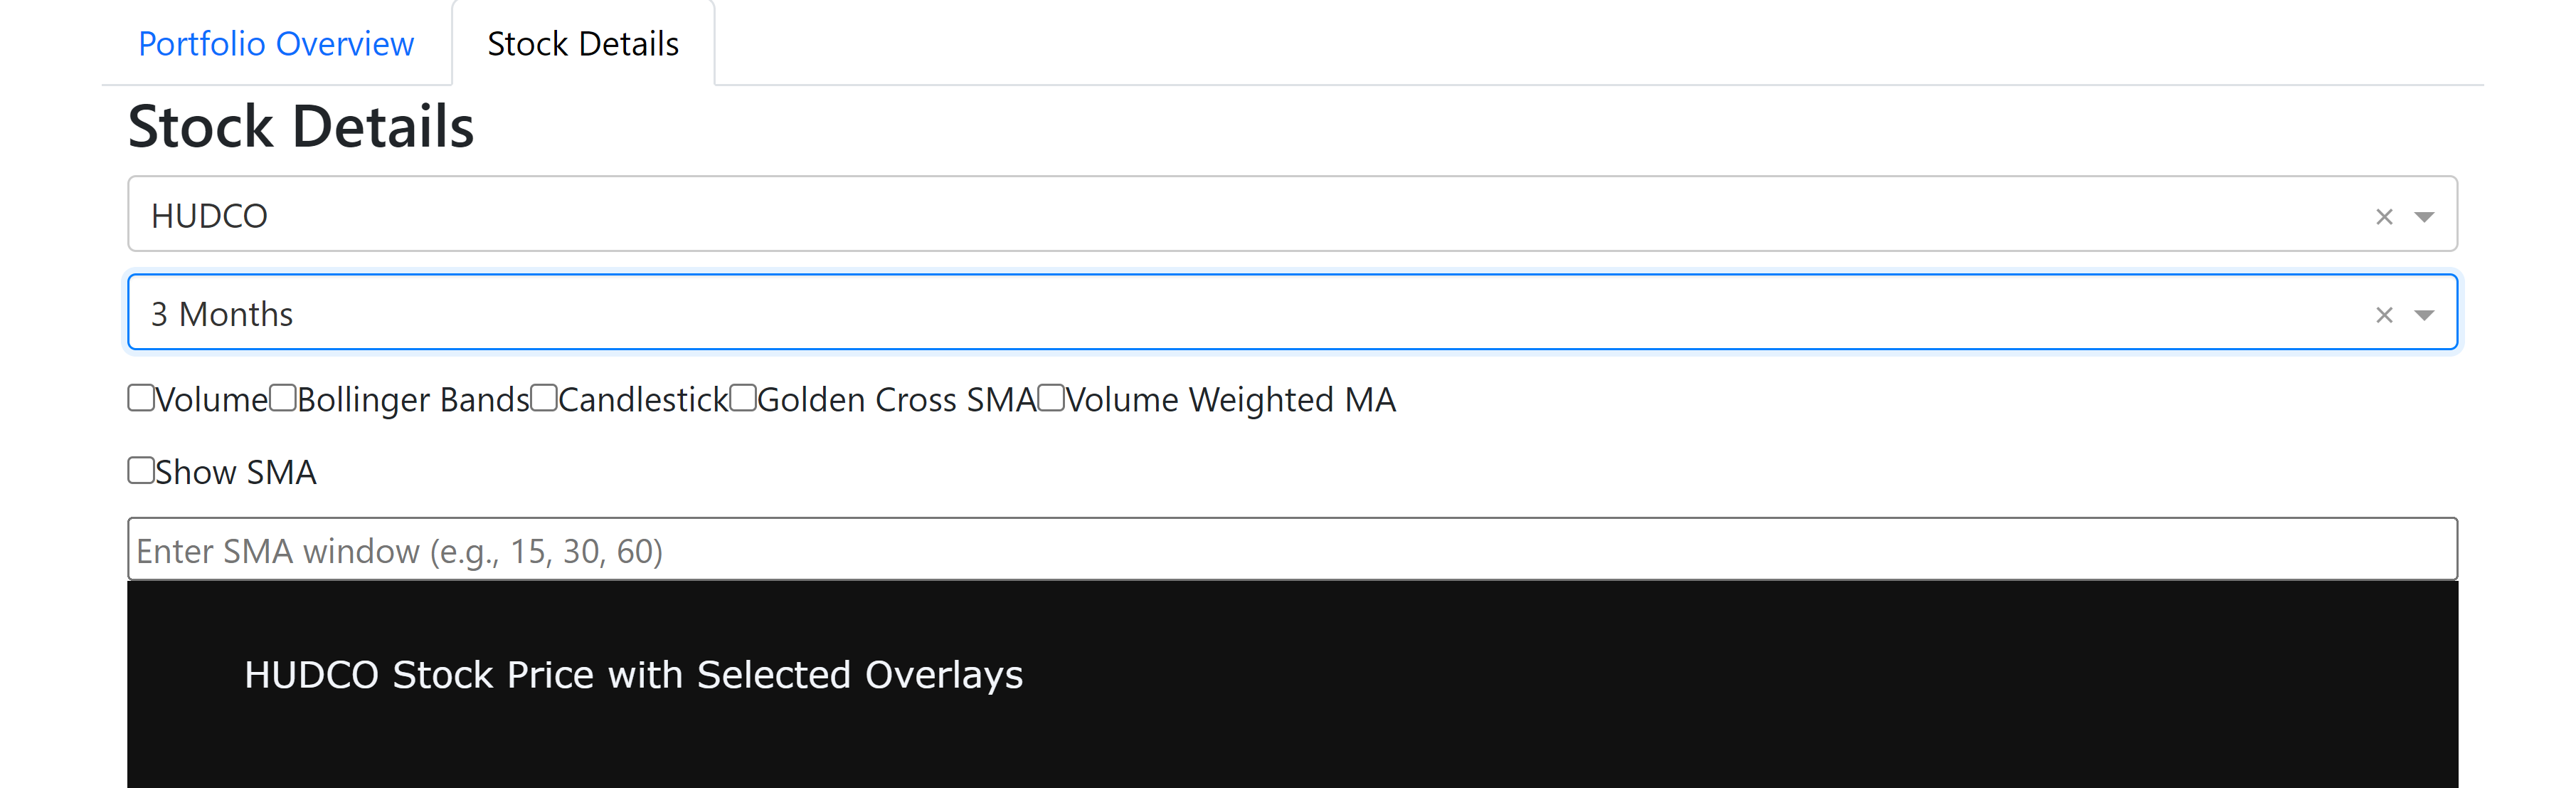 Portfolio Overview Stock Details
Stock Details
HUDCO
3 Months
Volume Bollinger Bands Candlestick Golden Cross SMA Volume Weighted MA
Show SMA
Enter SMA window (e.g., 15, 30, 60)
HUDCO Stock Price with Selected Overlays